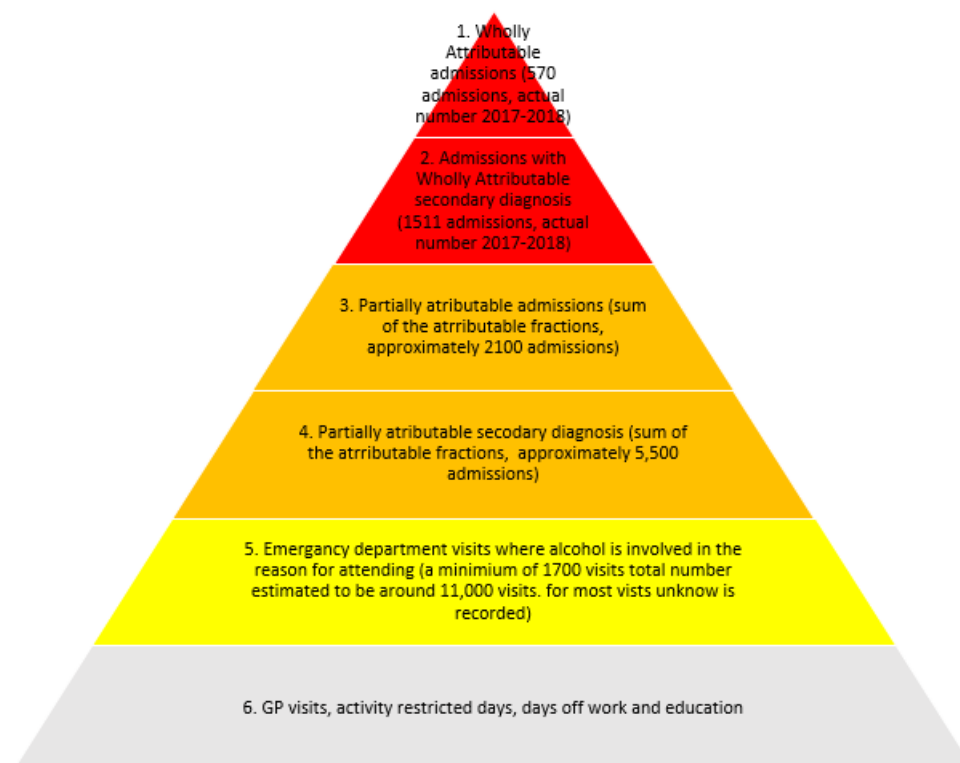 1. Wholly
Attributable
admissions (570
admissions, actual
number 2017-2018)
2. Admissions with
Wholly Attributable
secondary diagnosis
(1511 admissions, actual
number 2017-2018)
3. Partially atributable admissions (sum
of the atrributable fractions,
approximately 2100 admissions)
4. Partially atributable secodary diagnosis (sum of
the atrributable fractions, approximately 5,500
admissions)
5. Emergancy department visits where alcohol is involved in the
reason for attending (a minimium of 1700 visits total number
estimated to be around 11,000 visits. for most vists unknow is
recorded)
6. GP visits, activity restricted days, days off work and education